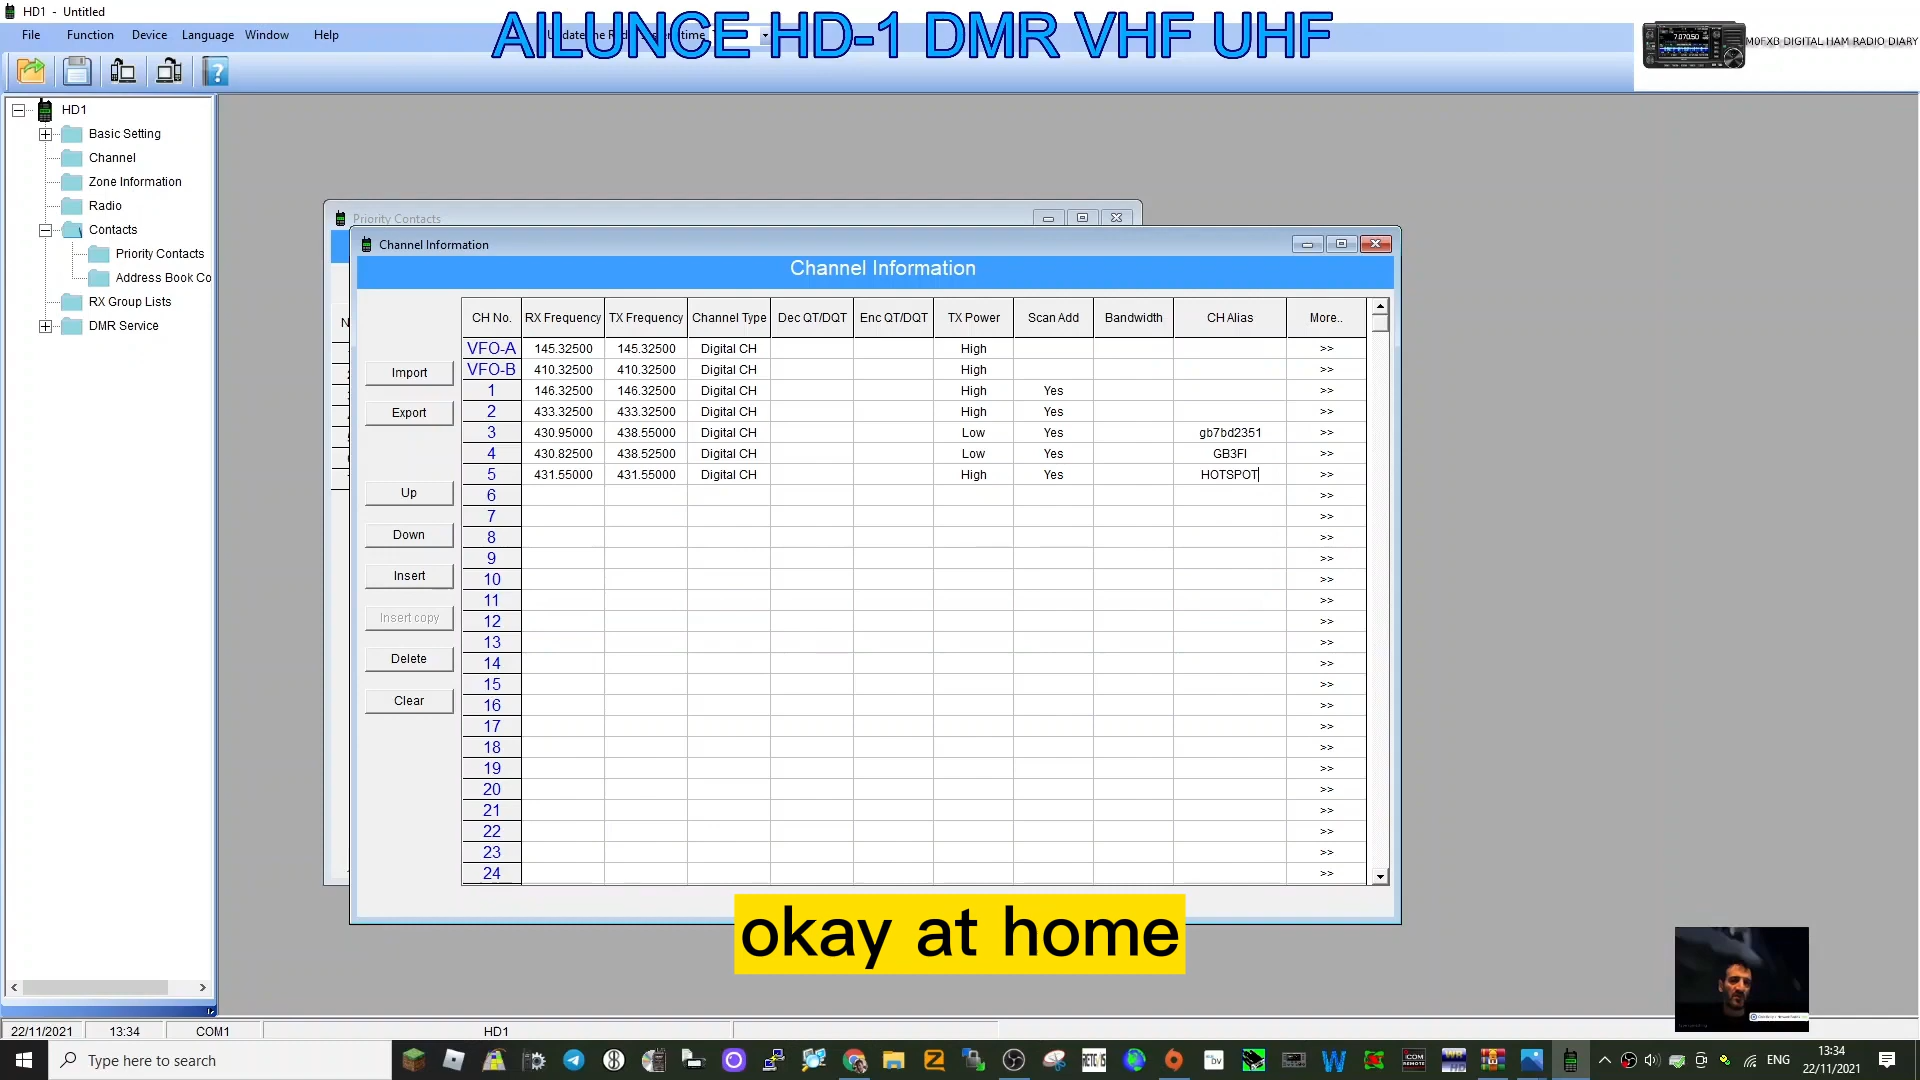 HD1 - Untitled
AILUNCE HD-1 DMR VHF UHF
File Function Device Language Window Help
M0FXB DIGITAL HAM RADIO DIARY
HD1
Basic Setting
Channel
Zone Information
Radio
Contacts
Priority Contacts
Address Book Co
RX Group Lists
DMR Service
Priority Contacts
Channel Information
Channel Information
CH No. RX Frequency TX Frequency Channel Type Dec QT/DQT Enc QT/DQT TX Power Scan Add Bandwidth CH Alias More..
VFO-A 145.32500 145.32500 Digital CH High >>
VFO-B 410.32500 410.32500 Digital CH High >>
1 146.32500 146.32500 Digital CH High Yes >>
2 433.32500 433.32500 Digital CH High Yes >>
3 430.95000 438.55000 Digital CH Low Yes gb7bd2351 >>
4 430.82500 438.52500 Digital CH Low Yes GB3FI >>
5 431.55000 431.55000 Digital CH High Yes HOTSPOT >>
6 >>
7 >>
8 >>
9 >>
10 >>
11 >>
12 >>
13 >>
14 >>
15 >>
16 >>
17 >>
18 >>
19 >>
20 >>
21 >>
22 >>
23 >>
24 >>
Import
Export
Up
Down
Insert
Insert copy
Delete
Clear
okay at home
22/11/2021 13:34 COM1 HD1
Type here to search
ENG
13:34
22/11/2021